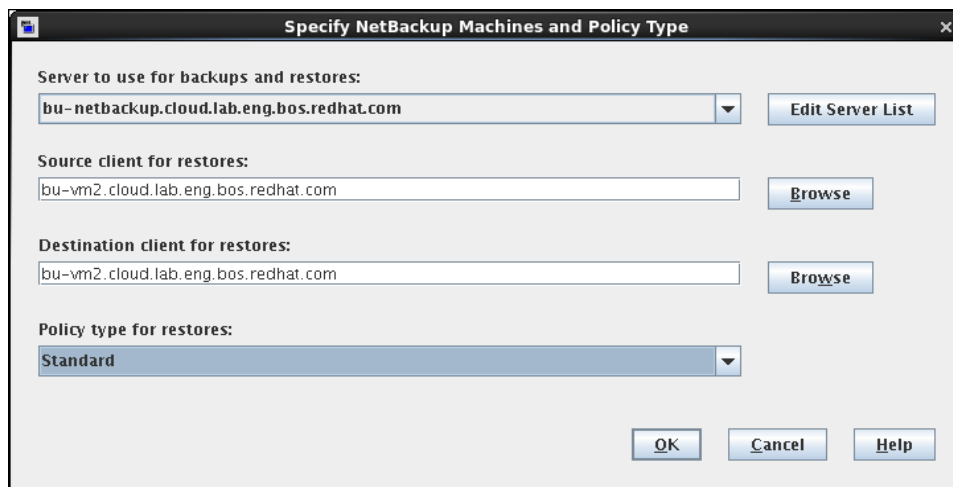 Specify NetBackup Machines and Policy Type
Server to use for backups and restores:
bu-netbackup.cloud.lab.eng.bos.redhat.com
Edit Server List
Source client for restores:
bu-vm2.cloud.lab.eng.bos.redhat.com
Browse
Destination client for restores:
bu-vm2.cloud.lab.eng.bos.redhat.com
Browse
Policy type for restores:
Standard
OK Cancel Help